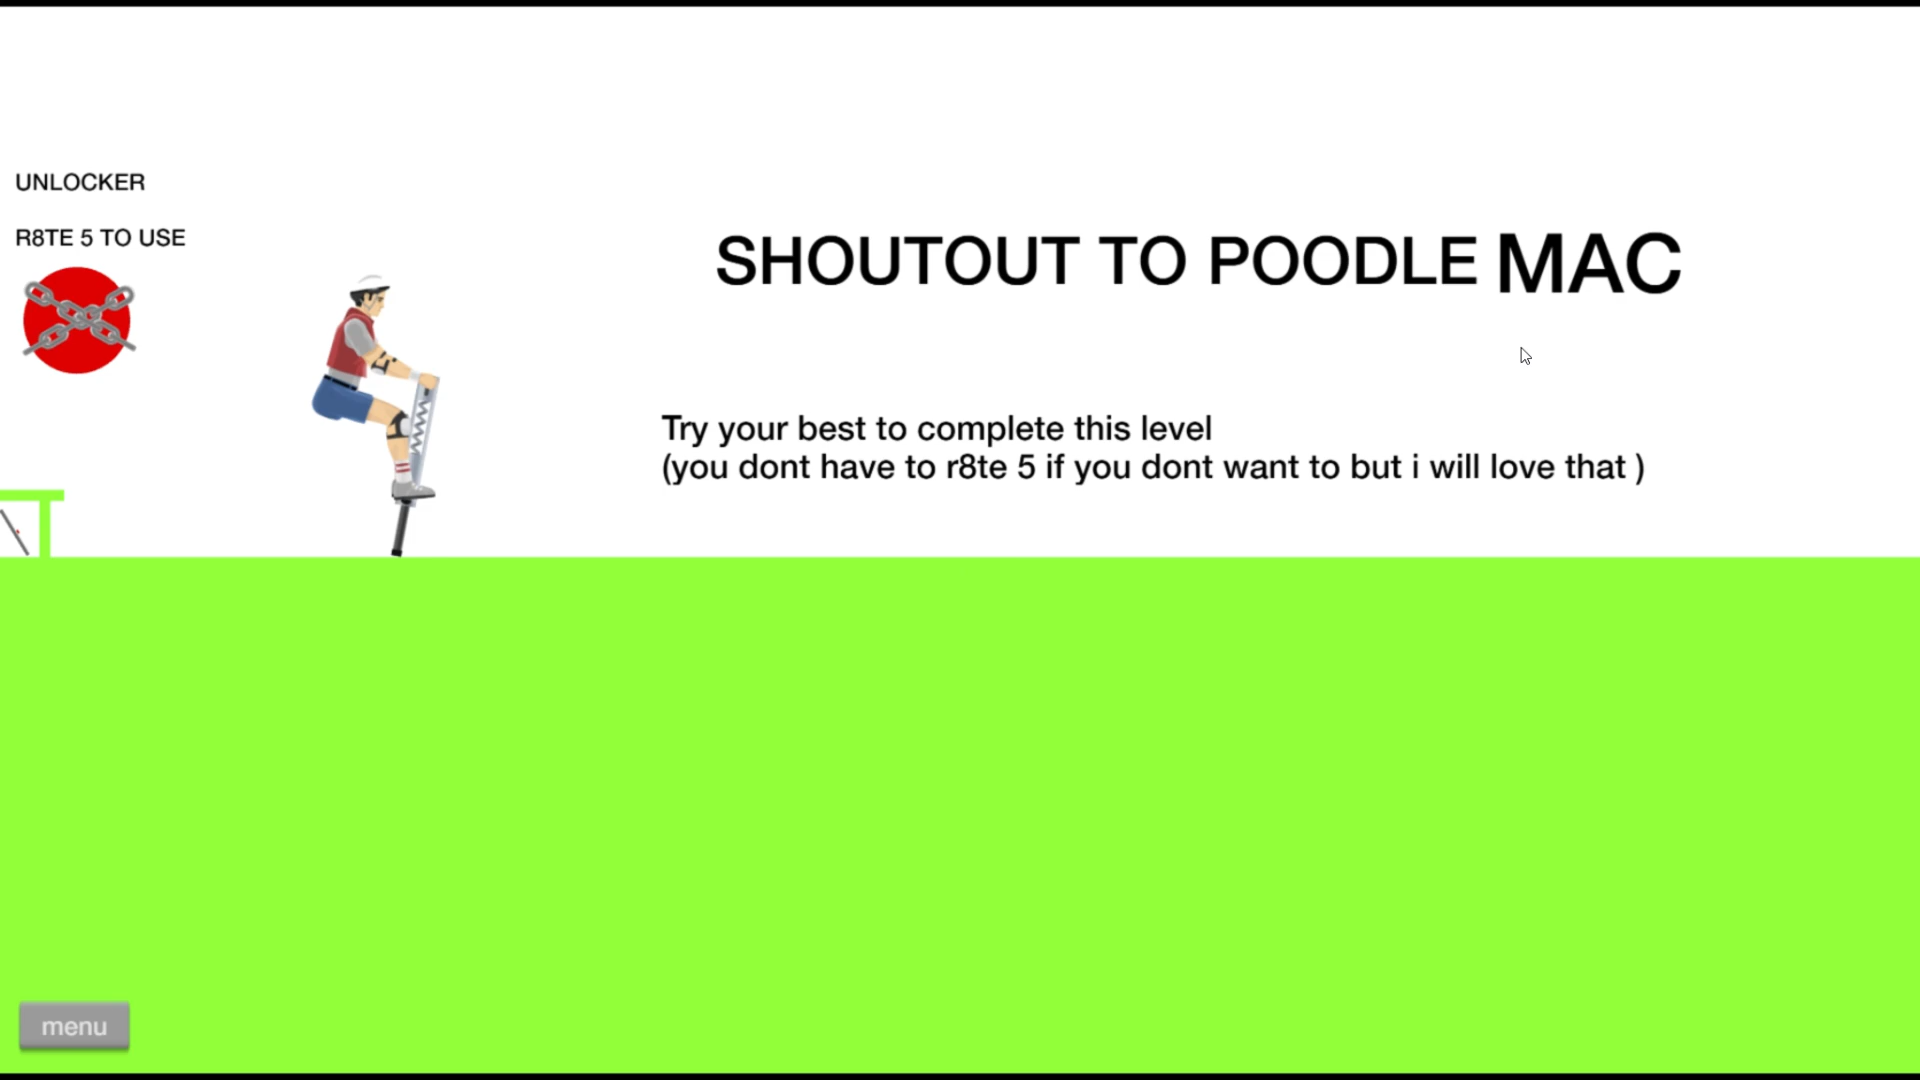 UNLOCKER
R8TE 5 TO USE
SHOUTOUT TO POODLE MAC
Try your best to complete this level
(you dont have to r8te 5 if you dont want to but i will love that )
menu